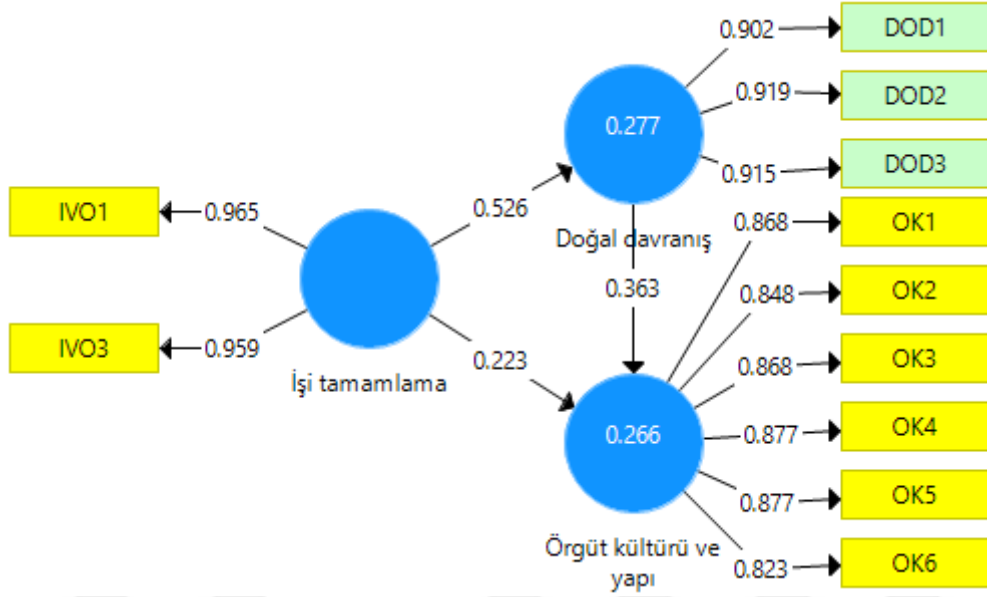 0.902
DOD1
0.919
DOD2
0.277
0.915
DOD3
IVO1
0.965
0.526
Doğal davranış
0.868
OK1
0.363
0.848
OK2
IVO3
0.959
0.223
0.868
OK3
İşi tamamlama
0.266
0.877
OK4
0.877
OK5
Örgüt kültürü ve
yapı
0.823
OK6